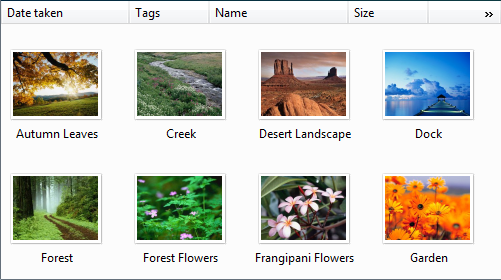 Date taken Tags Name Size »
Autumn Leaves Creek Desert Landscape Dock
Forest Forest Flowers Frangipani Flowers Garden